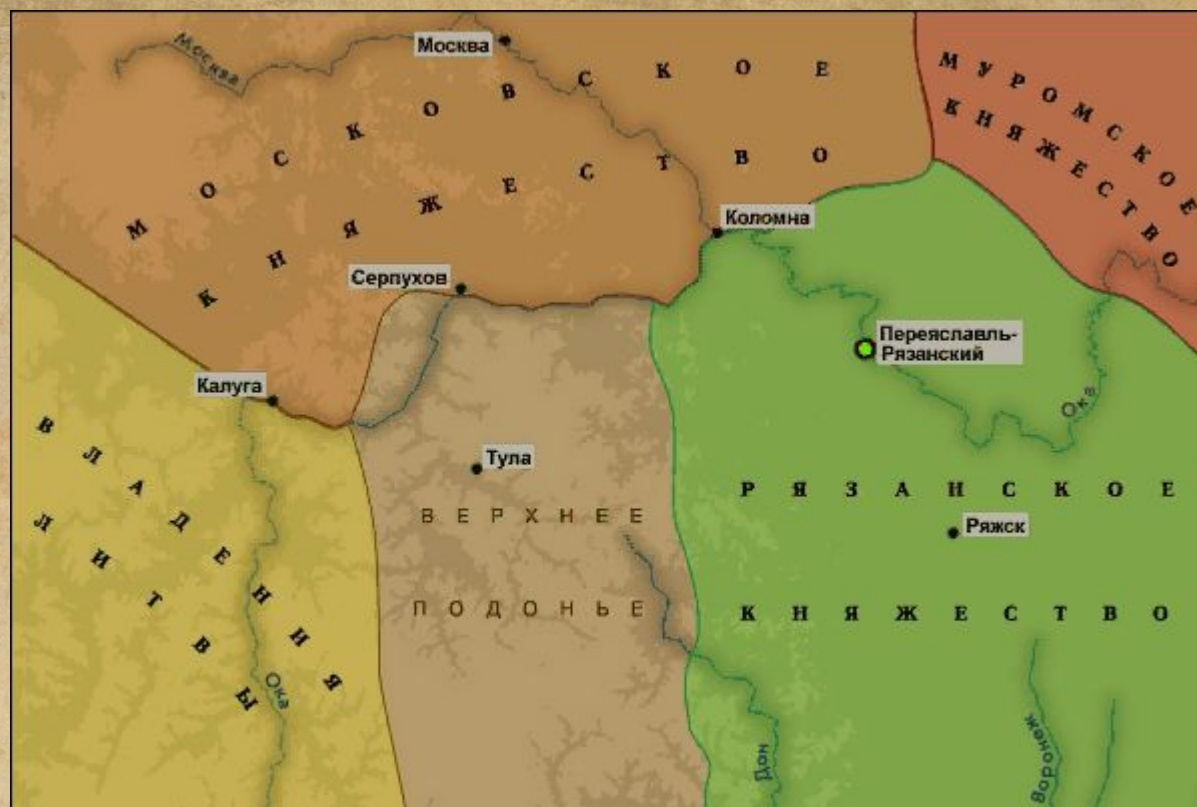 Москва
Москва
МОСКОВСКОЕ
КНЯЖЕСТВО
МУРОМСКОЕ
КНЯЖЕСТВО
Коломна
Серпухов
Переяславль-
Рязанский
Калуга
Ока
ВЛАДЕНИЯ
ЛИТВЫ
Тула
ВЕРХНЕЕ
ПОДОНЬЕ
РЯЗАНСКОЕ
Ряжск
КНЯЖЕСТВО
Ока
Дон
Воронеж